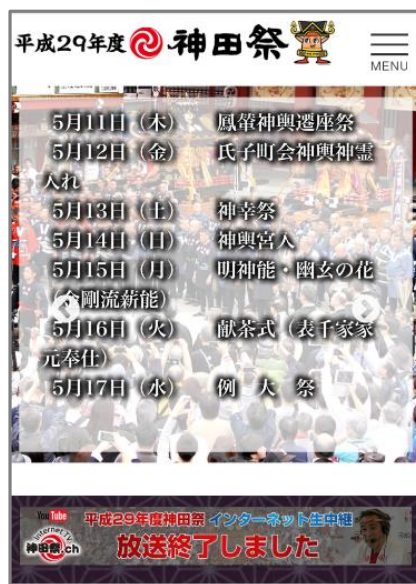 平成29年度 神田祭
MENU
5月11日（木） 鳳輦神輿遷座祭
5月12日（金） 氏子町会神輿神霊
入れ
5月13日（土） 神幸祭
5月14日（日） 神輿宮入
5月15日（月） 明神能・幽玄の花
（金剛流薪能）
5月16日（火） 献茶式（表千家家
元奉仕）
5月17日（水） 例 大 祭
YouTube 平成29年度神田祭 インターネット生中継
Internet TV
神田祭.ch 放送終了しました